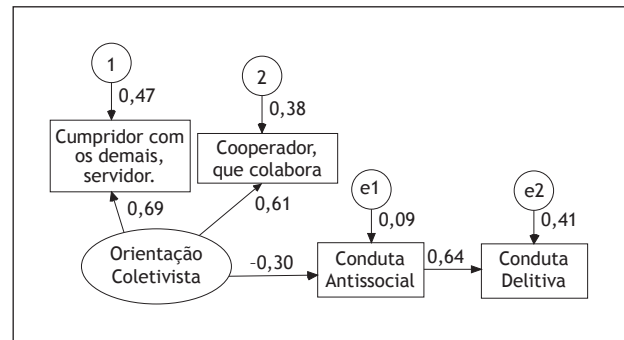 1
2
0,47
0,38
Cumpridor com
os demais,
servidor.
Cooperador,
que colabora
e1
e2
0,69
0,61
0,09
0,41
Orientação
Coletivista
–0,30
Conduta
Antissocial
0,64
Conduta
Delitiva